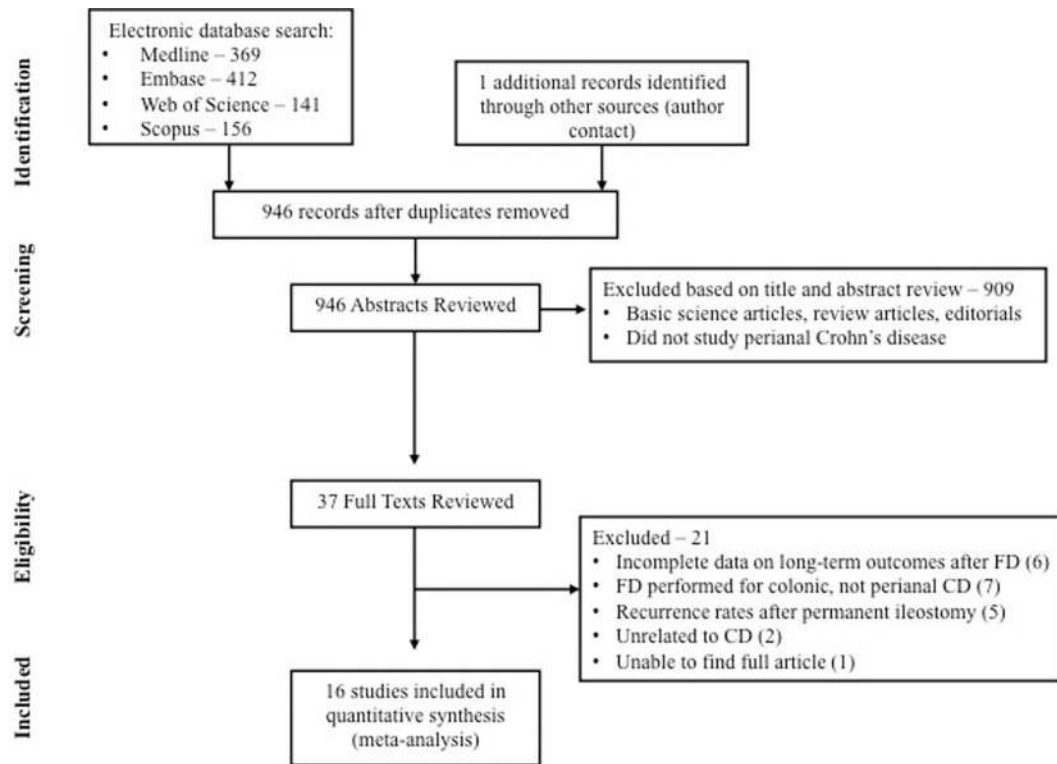 Identification
Electronic database search:
• Medline – 369
• Embase – 412
• Web of Science – 141
• Scopus – 156
1 additional records identified
through other sources (author
contact)
946 records after duplicates removed
Screening
946 Abstracts Reviewed
Excluded based on title and abstract review – 909
• Basic science articles, review articles, editorials
• Did not study perianal Crohn’s disease
Eligibility
37 Full Texts Reviewed
Excluded – 21
• Incomplete data on long-term outcomes after FD (6)
• FD performed for colonic, not perianal CD (7)
• Recurrence rates after permanent ileostomy (5)
• Unrelated to CD (2)
• Unable to find full article (1)
Included
16 studies included in
quantitative synthesis
(meta-analysis)